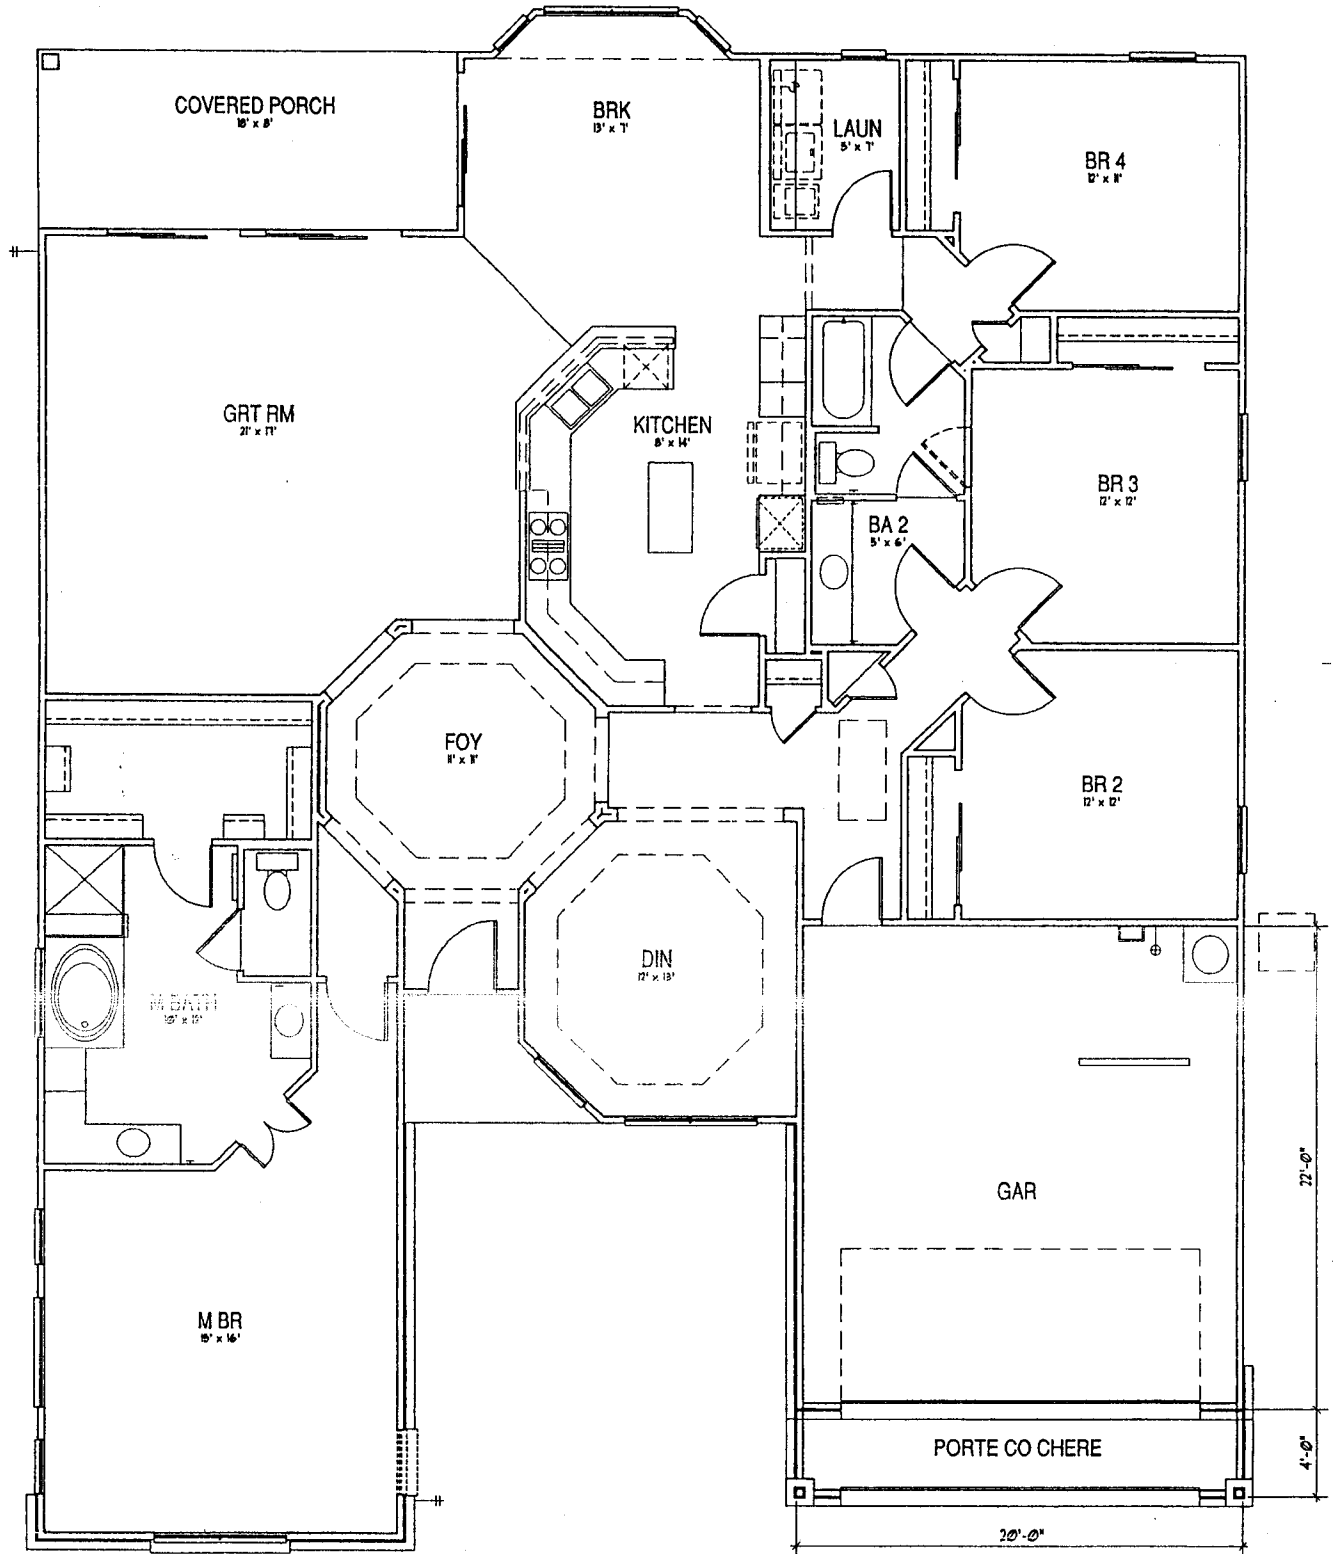 COVERED PORCH
18' x 8'
BRK
13' x 7'
LAUN
5' x 7'
BR 4
12' x 11'
GRT RM
21' x 17'
KITCHEN
8' x 14'
BR 3
12' x 12'
BA 2
5' x 6'
FOY
11' x 11'
BR 2
12' x 12'
DIN
12' x 13'
M BATH
GAR
22'-0"
M BR
15' x 16'
PORTE CO CHERE
4'-0"
20'-0"